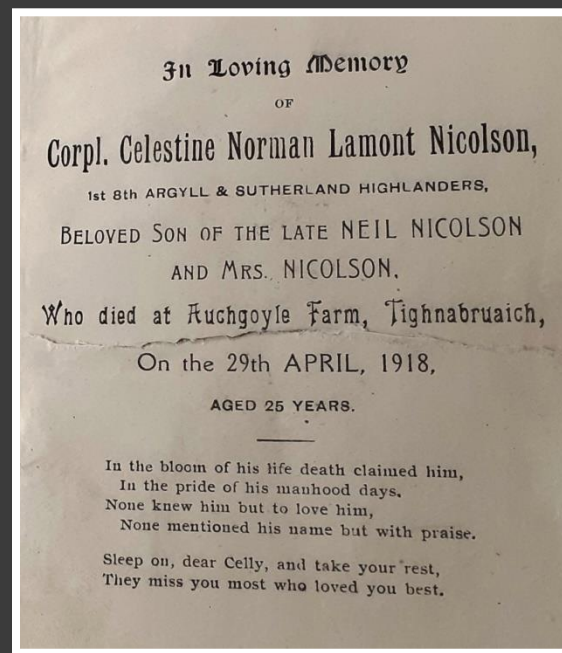 In Loving Memory
OF
Corpl. Celestine Norman Lamont Nicolson,
1st 8th ARGYLL & SUTHERLAND HIGHLANDERS,
BELOVED SON OF THE LATE NEIL NICOLSON
AND MRS. NICOLSON.
Who died at Auchgoyle Farm, Tighnabruaich,
On the 29th APRIL, 1918,
AGED 25 YEARS.
In the bloom of his life death claimed him,
In the pride of his manhood days.
None knew him but to love him,
None mentioned his name but with praise.
Sleep on, dear Celly, and take your rest,
They miss you most who loved you best.